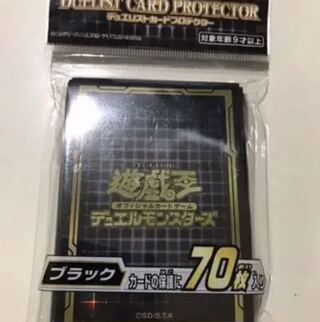 DUELIST CARD PROTECTOR
デュエリストカードプロテクター
対象年齢9才以上
YU-GI-OH!
遊戯王
オフィシャルカードゲーム
デュエルモンスターズ
ブラック
カードの保護に70枚入り
©SD/S.T.K